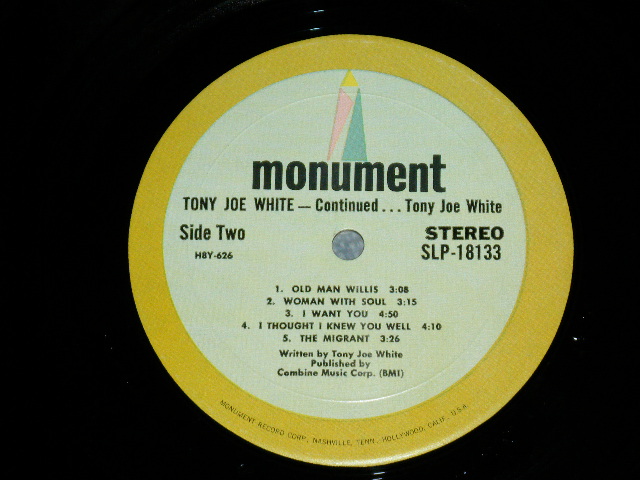 monument
TONY JOE WHITE — Continued... Tony Joe White
Side Two
STEREO
H8Y-626
SLP-18133
1. OLD MAN WILLIS 3:08
2. WOMAN WITH SOUL 3:15
3. I WANT YOU 4:50
4. I THOUGHT I KNEW YOU WELL 4:10
5. THE MIGRANT 3:26
Written by Tony Joe White
Published by
Combine Music Corp. (BMI)
MONUMENT RECORD CORP., NASHVILLE, TENN., HOLLYWOOD, CALIF., U.S.A.